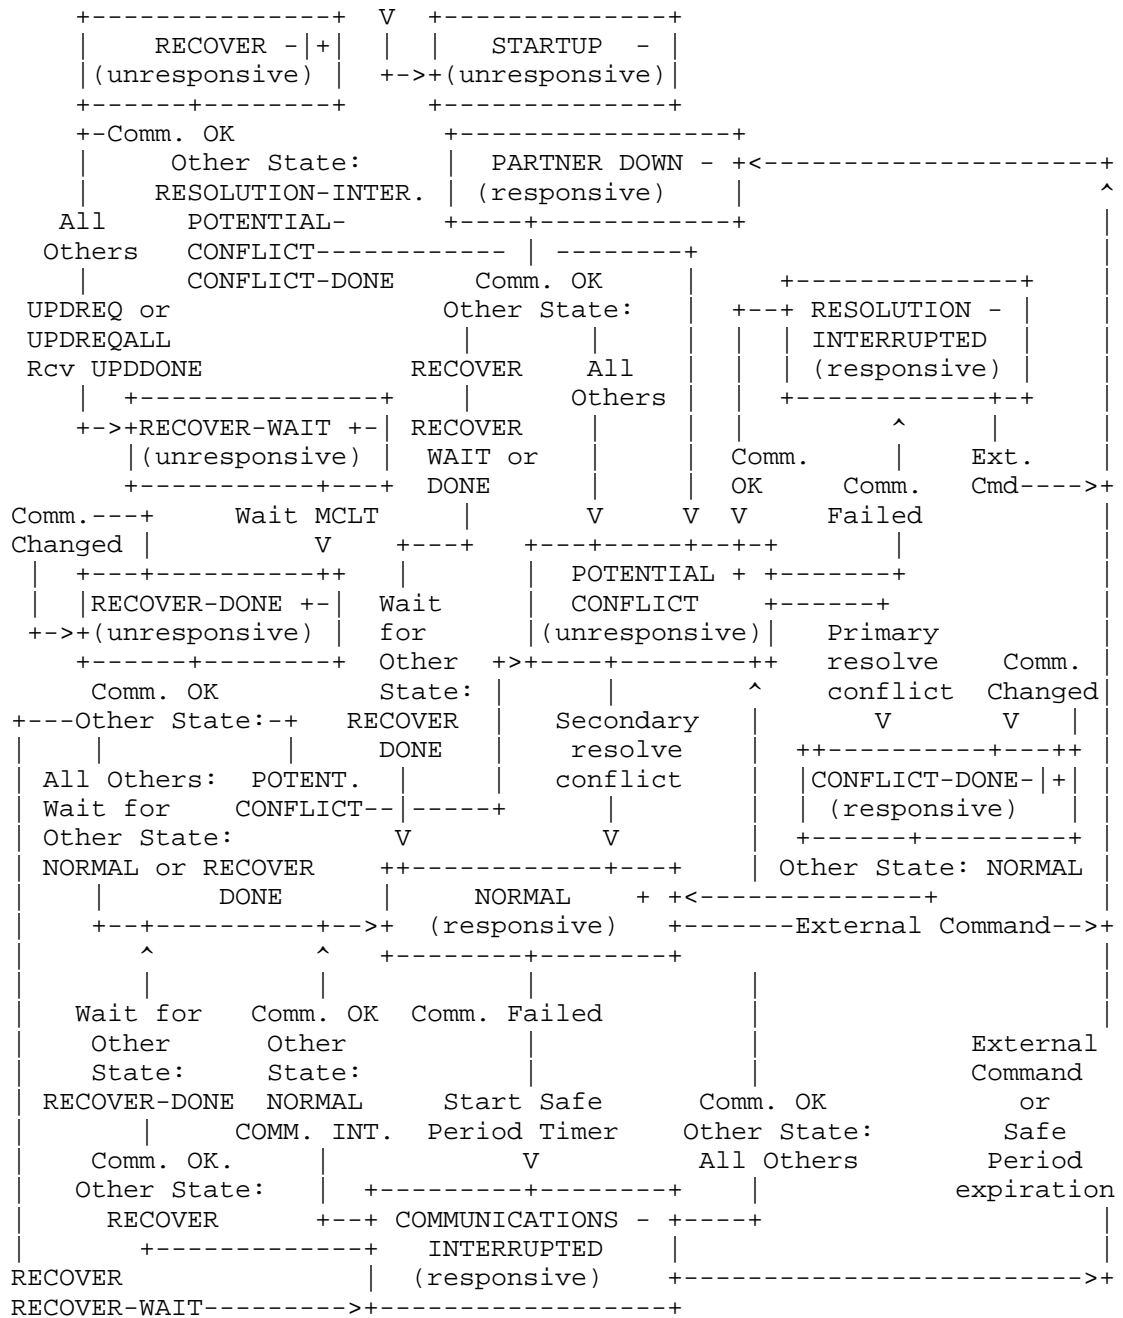 +---------------+  V  +--------------+
|    RECOVER -|+|  |  |   STARTUP  - |
|(unresponsive) |  +->+(unresponsive)|
+------+--------+     +--------------+
+-Comm. OK             +-----------------+
|     Other State:     |  PARTNER DOWN - +<---------------------+
|    RESOLUTION-INTER. | (responsive)    |                      ^
All     POTENTIAL-      +----+------------+                      |
Others   CONFLICT------------ | --------+                         |
|      CONFLICT-DONE     Comm. OK     |     +--------------+     |
UPDREQ or                 Other State:   |  +--+ RESOLUTION - |     |
UPDREQALL                  |       |     |  |  | INTERRUPTED  |     |
Rcv UPDDONE             RECOVER    All   |  |  | (responsive) |     |
|  +---------------+    |      Others |  |  +------------+-+     |
+->+RECOVER-WAIT +-| RECOVER    |     |  |         ^     |      |
|(unresponsive) |  WAIT or   |     | Comm.     |    Ext.    |
+-----------+---+  DONE      |     |  OK     Comm.   Cmd---->+
Comm.---+     Wait MCLT     |       V     V  V     Failed           |
Changed |           V    +---+   +---+-----+--+-+       |            |
|  +---+----------++   |       |  POTENTIAL + +-------+            |
|  |RECOVER-DONE +-|  Wait     |  CONFLICT    +------+             |
+->+(unresponsive) |  for      |(unresponsive)|   Primary          |
+------+--------+  Other  +>+----+--------++   resolve    Comm. |
Comm. OK          State: |      |        ^    conflict  Changed|
+---Other State:-+   RECOVER  |   Secondary   |       V       V   | |
|    |           |     DONE   |    resolve    |  ++----------+---++ |
| All Others:  POTENT.  |     |   conflict    |  |CONFLICT-DONE-|+| |
| Wait for    CONFLICT--|-----+      |        |  | (responsive)   | |
| Other State:          V            V        |  +------+---------+ |
| NORMAL or RECOVER    ++------------+---+    | Other State: NORMAL |
|    |       DONE      |     NORMAL    + +<--------------+          |
|    +--+----------+-->+  (responsive)   +-------External Command-->+
|       ^          ^   +--------+--------+                          |
|       |          |            |             |                     |
|   Wait for   Comm. OK  Comm. Failed         |                     |
|    Other      Other           |             |             External
|    State:     State:          |             |             Command
| RECOVER-DONE  NORMAL     Start Safe      Comm. OK            or
|       |     COMM. INT.  Period Timer    Other State:        Safe
|    Comm. OK.     |            V          All Others        Period
|   Other State:   |  +---------+--------+    |            expiration
|     RECOVER      +--+ COMMUNICATIONS - +----+                     |
|       +-------------+   INTERRUPTED    |                          |
RECOVER               |  (responsive)    +------------------------->+
RECOVER-WAIT--------->+------------------+